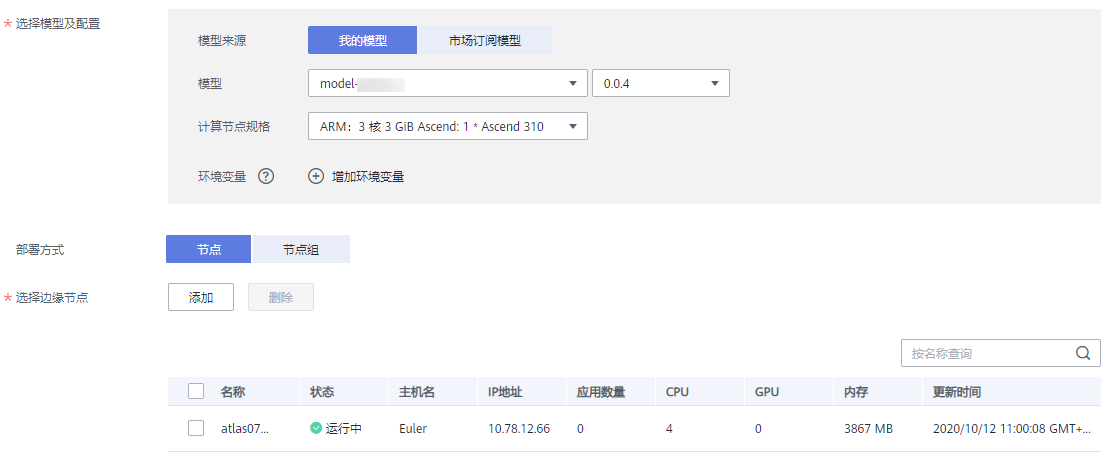 * 选择模型及配置
模型来源 我的模型 市场订阅模型
模型 model- 0.0.4
计算节点规格 ARM：3 核 3 GiB Ascend: 1 * Ascend 310
环境变量 ? 增加环境变量
部署方式 节点 节点组
* 选择边缘节点 添加 删除
按名称查询
名称 状态 主机名 IP地址 应用数量 CPU GPU 内存 更新时间
atlas07... 运行中 Euler 10.78.12.66 0 4 0 3867 MB 2020/10/12 11:00:08 GMT+...